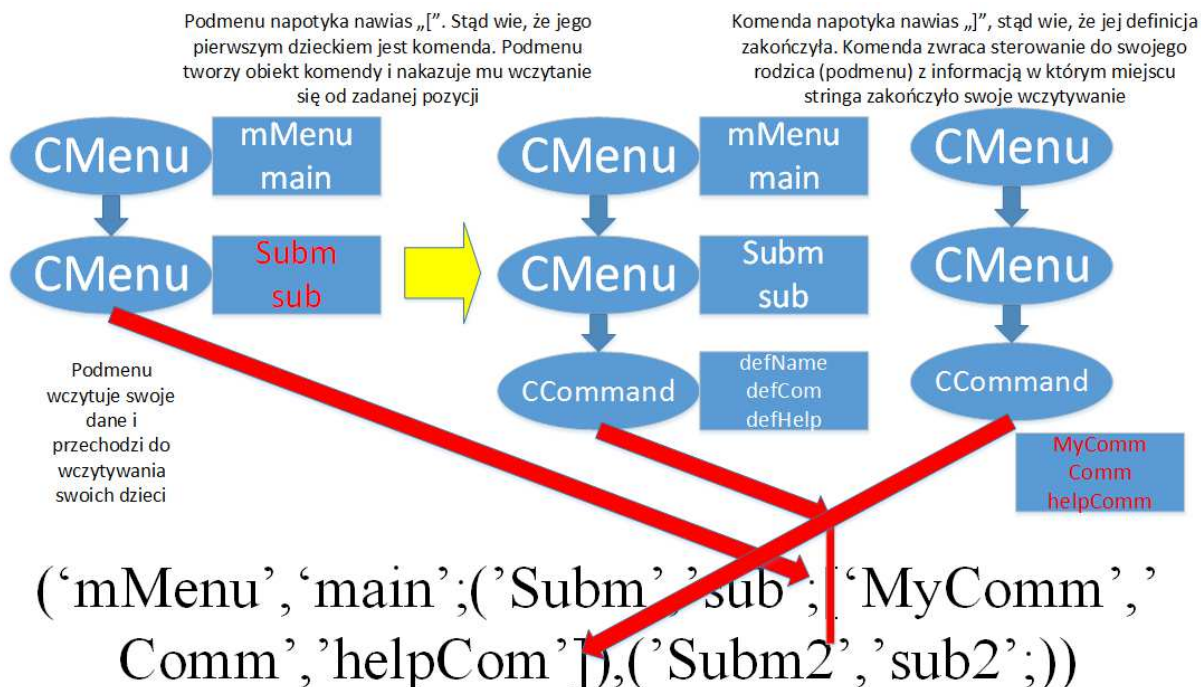 Podmenu napotyka nawias „[”. Stąd wie, że jego
pierwszym dzieckiem jest komenda. Podmenu
tworzy obiekt komendy i nakazuje mu wczytanie
się od zadanej pozycji
Komenda napotyka nawias „]”, stąd wie, że jej definicja
zakończyła. Komenda zwraca sterowanie do swojego
rodzica (podmenu) z informacją w którym miejscu
stringa zakończyło swoje wczytywanie
CMenu
mMenu
main
CMenu
Subm
sub
Podmenu
wczytuje swoje
dane i
przechodzi do
wczytywania
swoich dzieci
CMenu
mMenu
main
CMenu
Subm
sub
CCommand
defName
defCom
defHelp
CMenu
CMenu
CCommand
MyComm
Comm
helpComm
(‘mMenu’,‘main’;(’Subm’,’sub’;[‘MyComm’,’
Comm’,’helpCom’]),(’Subm2’,’sub2’;))